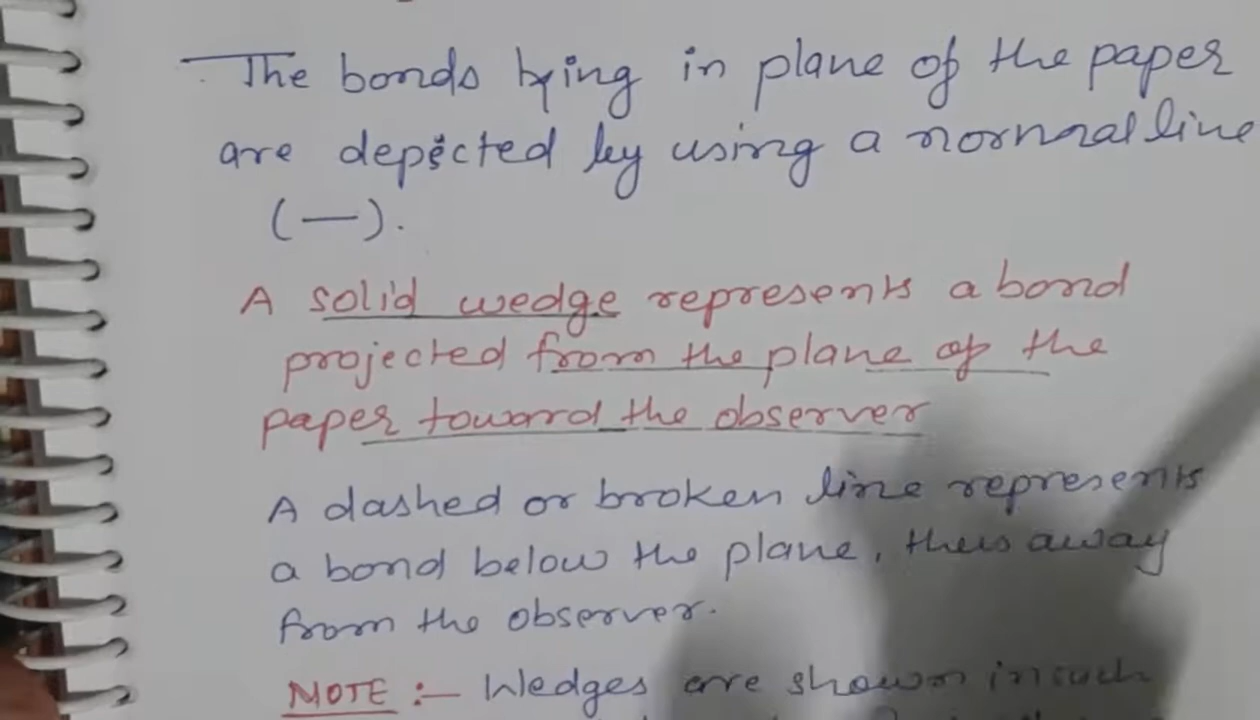 The bonds lying in plane of the paper
are depicted by using a normal line
(—).
A solid wedge represents a bond
projected from the plane of the
paper toward the observer
A dashed or broken line represents
a bond below the plane, thus away
from the observer.
NOTE :— Wedges are shown in such